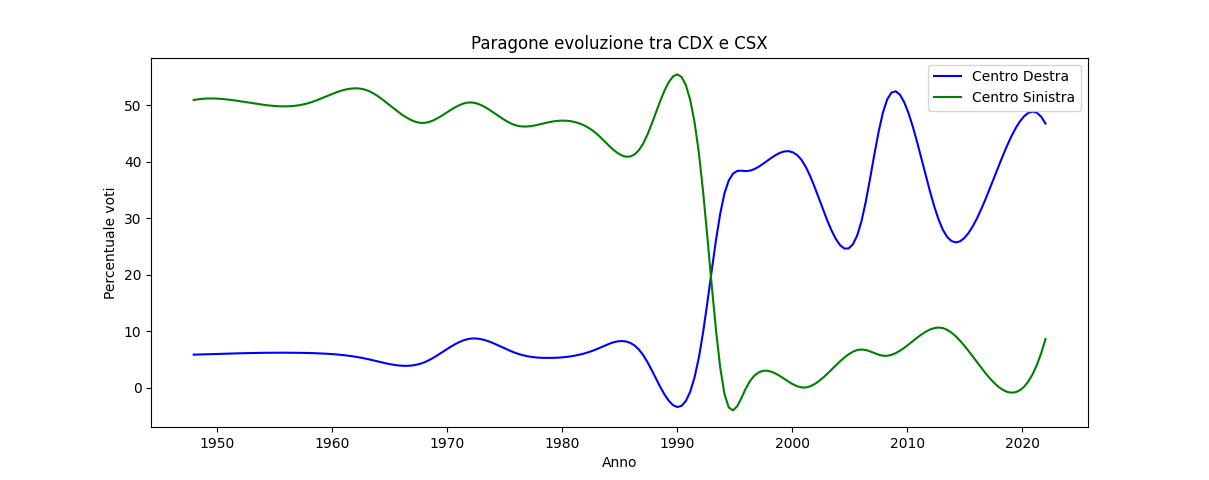 Paragone evoluzione tra CDX e CSX
Centro Destra
Centro Sinistra
Percentuale voti
50
40
30
20
10
0
1950 1960 1970 1980 1990 2000 2010 2020
Anno